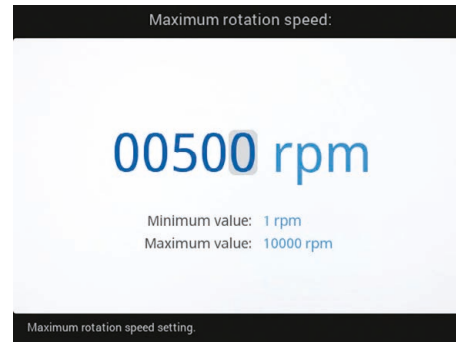 Maximum rotation speed:
00500 rpm
Minimum value: 1 rpm
Maximum value: 10000 rpm
Maximum rotation speed setting.